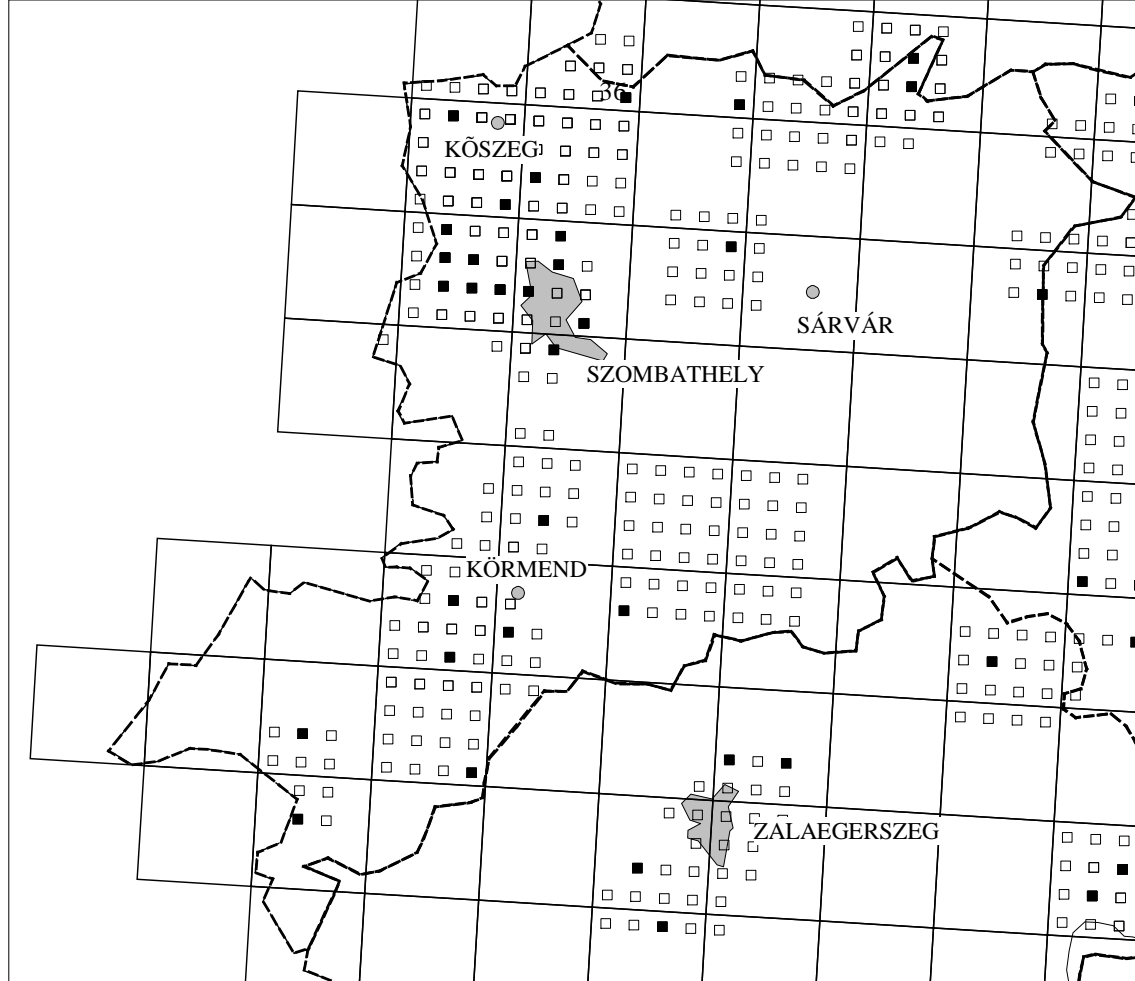 36
KÕSZEG
SÁRVÁR
SZOMBATHELY
KÖRMEND
ZALAEGERSZEG